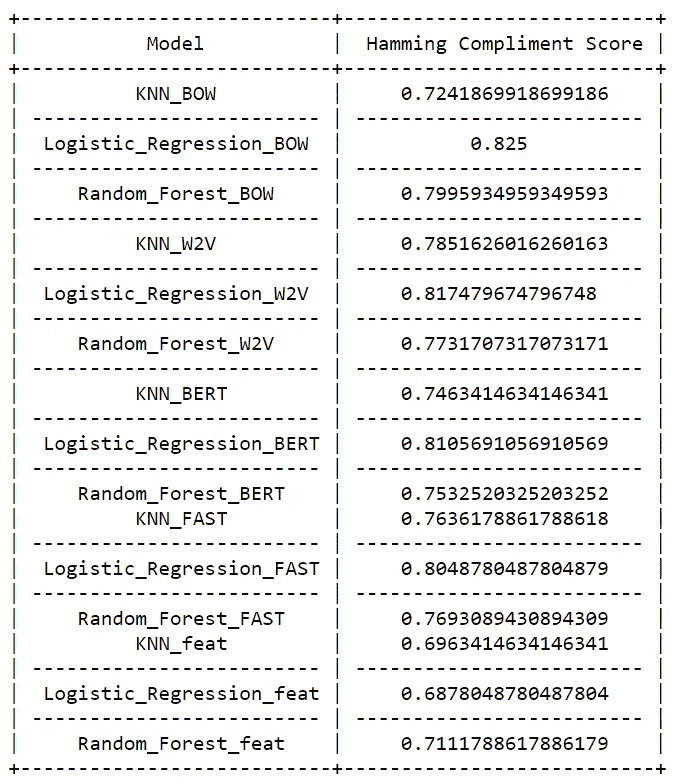 +----------------------------+---------------------------+
| Model | Hamming Compliment Score |
+----------------------------+---------------------------+
| KNN_BOW | 0.7241869918699186 |
| ------------------------- | ------------------------- |
| Logistic_Regression_BOW | 0.825 |
| ------------------------- | ------------------------- |
| Random_Forest_BOW | 0.7995934959349593 |
| ------------------------- | ------------------------- |
| KNN_W2V | 0.7851626016260163 |
| ------------------------- | ------------------------- |
| Logistic_Regression_W2V | 0.817479674796748 |
| ------------------------- | ------------------------- |
| Random_Forest_W2V | 0.7731707317073171 |
| ------------------------- | ------------------------- |
| KNN_BERT | 0.7463414634146341 |
| ------------------------- | ------------------------- |
| Logistic_Regression_BERT | 0.8105691056910569 |
| ------------------------- | ------------------------- |
| Random_Forest_BERT | 0.7532520325203252 |
| KNN_FAST | 0.7636178861788618 |
| ------------------------- | ------------------------- |
| Logistic_Regression_FAST | 0.8048780487804879 |
| ------------------------- | ------------------------- |
| Random_Forest_FAST | 0.7693089430894309 |
| KNN_feat | 0.6963414634146341 |
| ------------------------- | ------------------------- |
| Logistic_Regression_feat | 0.6878048780487804 |
| ------------------------- | ------------------------- |
| Random_Forest_feat | 0.7111788617886179 |
+----------------------------+---------------------------+